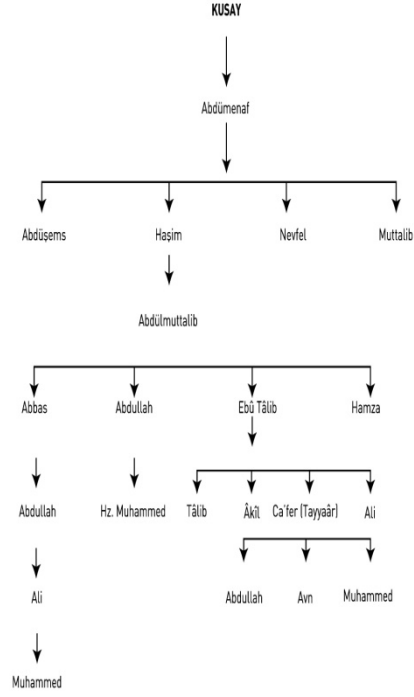 KUSAY
Abdümenaf
Abdüşems Haşim Nevfel Muttalib
Abdülmuttalib
Abbas Abdullah Ebû Tâlib Hamza
Abdullah Hz. Muhammed Tâlib Âkîl Ca'fer (Tayyaâr) Ali
Ali Abdullah Avn Muhammed
Muhammed